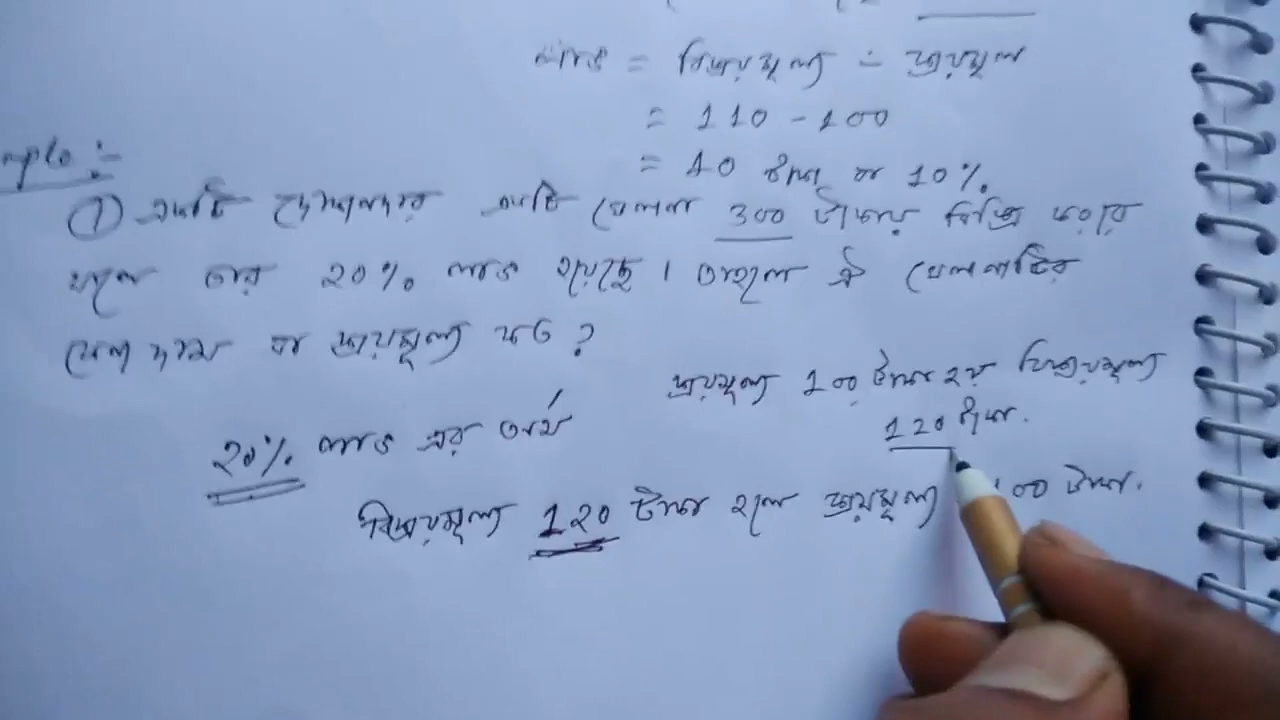 লাভ = বিক্রয়মূল্য - ক্রয়মূল্য
= 110 - 100
= 10 টাকা বা 10%.
mple :-
① একটি দোকানদার একটি খেলনা 300 টাকায় বিক্রি করে
ফলে তার 20% লাভ হয়েছে। তাহলে ঐ খেলনাটির
কেনা দাম বা ক্রয়মূল্য কত?
ক্রয়মূল্য 100 টাকা হয় বিক্রয়মূল্য
120 টাকা.
20% লাভ এর অর্থ
বিক্রয়মূল্য 120 টাকা হলে ক্রয়মূল্য 100 টাকা.